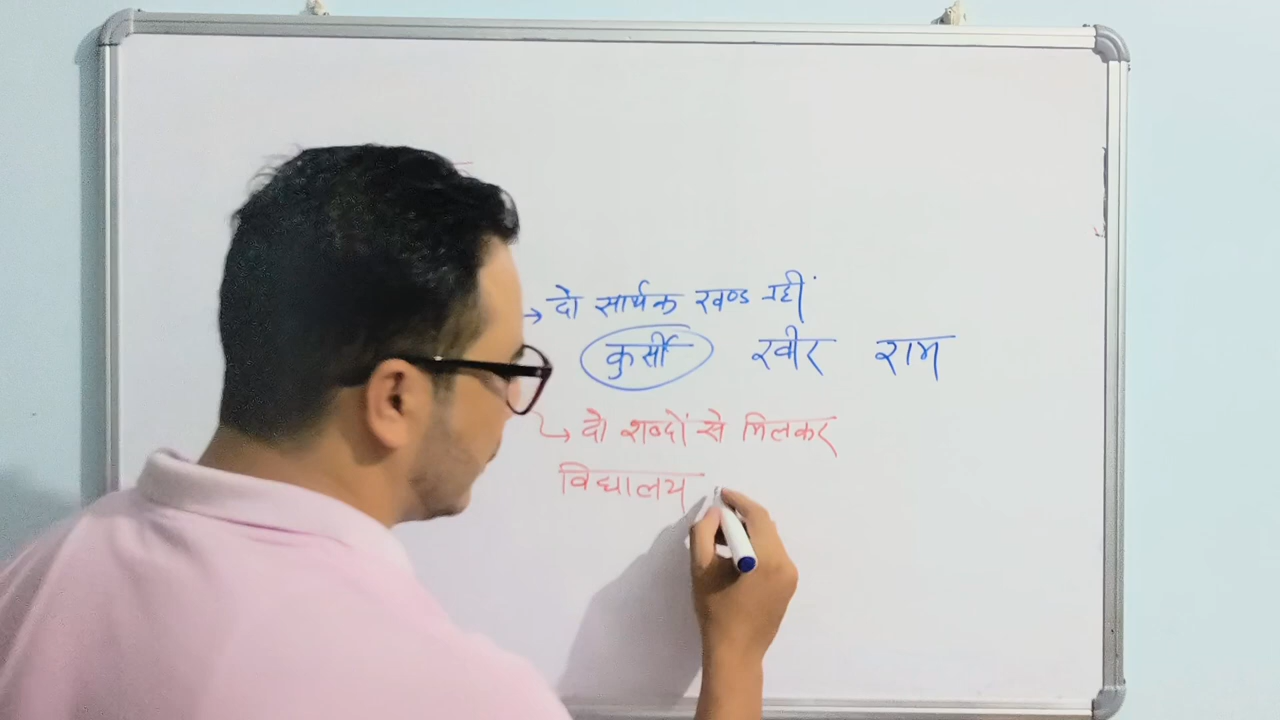 → दो सार्थक खण्ड नहीं
कुर्सी खीर राम
→ दो शब्दों से मिलकर
विद्यालय